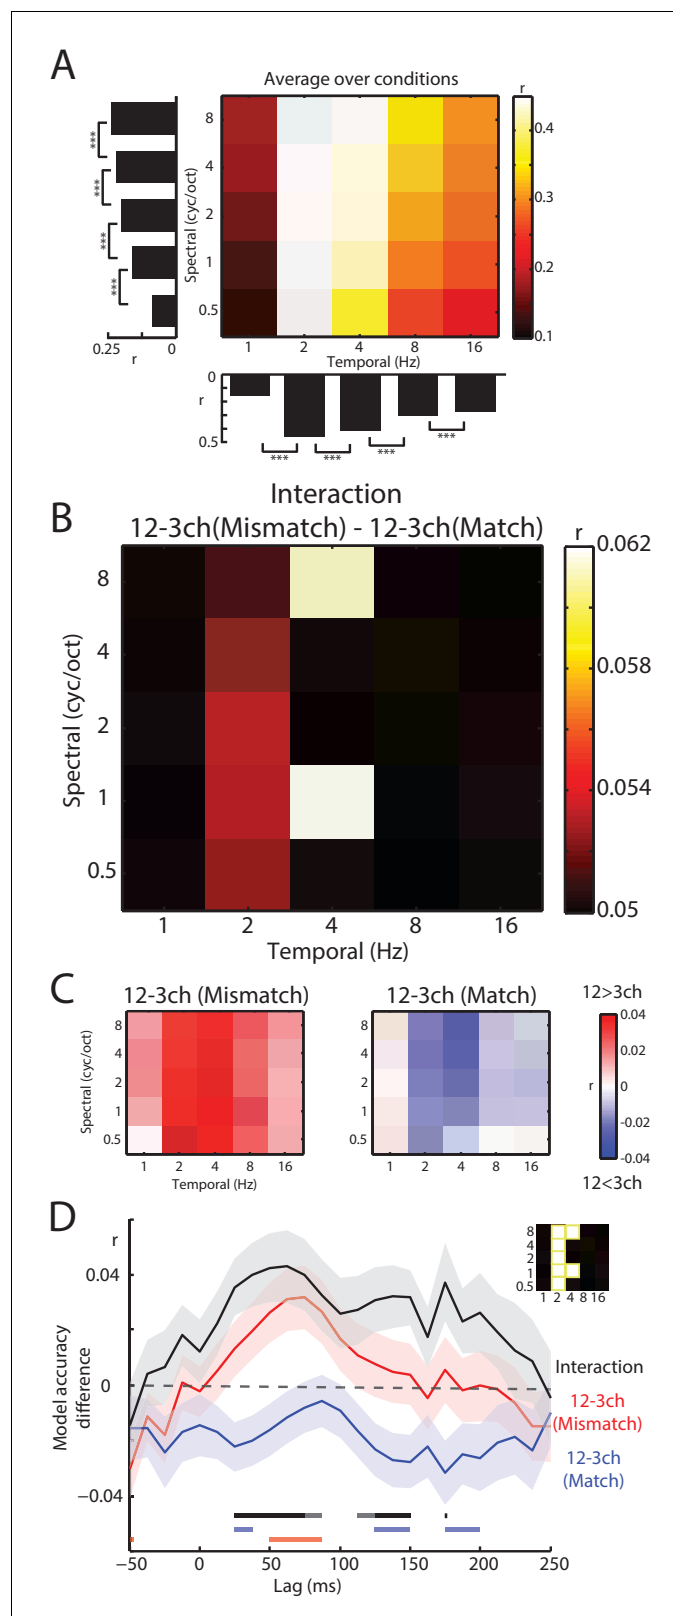 A
Average over conditions
r
Spectral (cyc/oct)
8
4
2
1
0.5
0.4
0.3
0.2
0.1
***
***
***
***
0.25
0
r
1
2
4
8
16
Temporal (Hz)
0
r
0.5
***
***
***
***
B
Interaction
12-3ch(Mismatch) - 12-3ch(Match)
r
Spectral (cyc/oct)
8
4
2
1
0.5
0.062
0.058
0.054
0.05
1
2
4
8
16
Temporal (Hz)
C
12-3ch (Mismatch)
12-3ch (Match)
12>3ch
Spectral (cyc/oct)
8
4
2
1
0.5
1
2
4
8
16
Temporal (Hz)
8
4
2
1
0.5
1
2
4
8
16
r
0.04
0.02
0
-0.02
-0.04
12<3ch
D
r
Model accuracy
difference
0.04
0
−0.04
8
4
2
1
0.5
1 2 4 8 16
Interaction
12-3ch
(Mismatch)
12-3ch
(Match)
−50
0
50
100
150
200
250
Lag (ms)